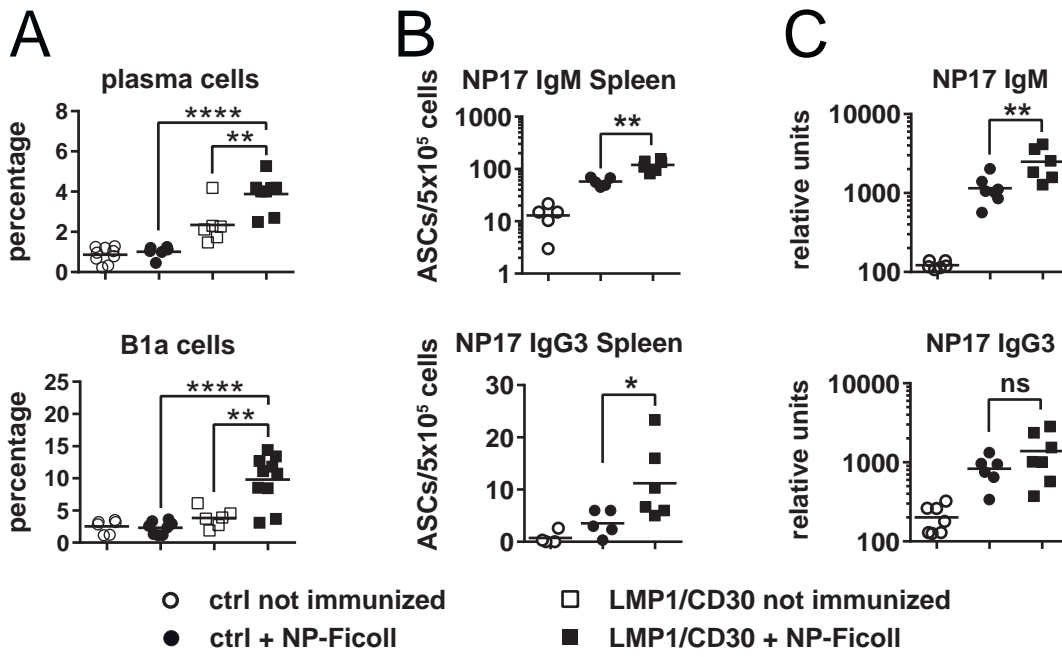 A
B
C
plasma cells
NP17 IgM Spleen
NP17 IgM
percentage
8
6
4
2
0
****
**
ASCs/5x10⁵ cells
1000
100
10
1
**
relative units
10000
1000
100
**
B1a cells
NP17 IgG3 Spleen
NP17 IgG3
percentage
25
20
15
10
5
0
****
**
ASCs/5x10⁵ cells
30
20
10
0
*
relative units
10000
1000
100
ns
ctrl not immunized
LMP1/CD30 not immunized
ctrl + NP-Ficoll
LMP1/CD30 + NP-Ficoll